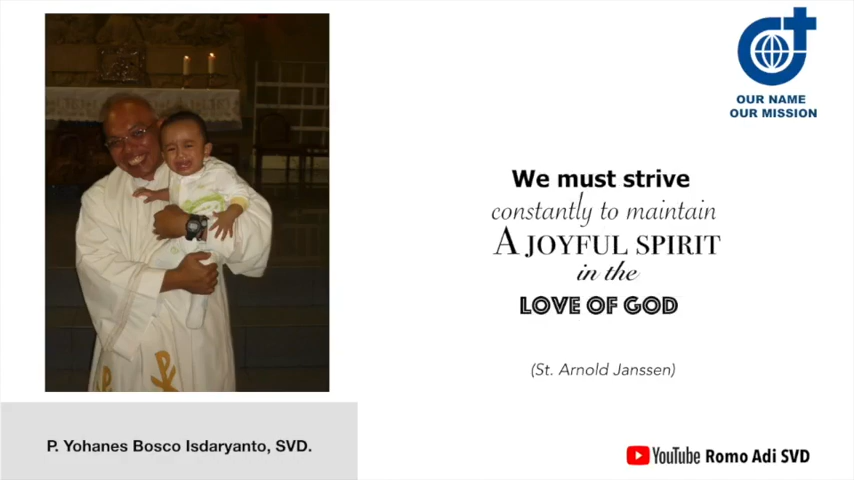 OUR NAME
OUR MISSION
We must strive
constantly to maintain
A JOYFUL SPIRIT
in the
LOVE OF GOD
(St. Arnold Janssen)
P. Yohanes Bosco Isdaryanto, SVD.
YouTube Romo Adi SVD